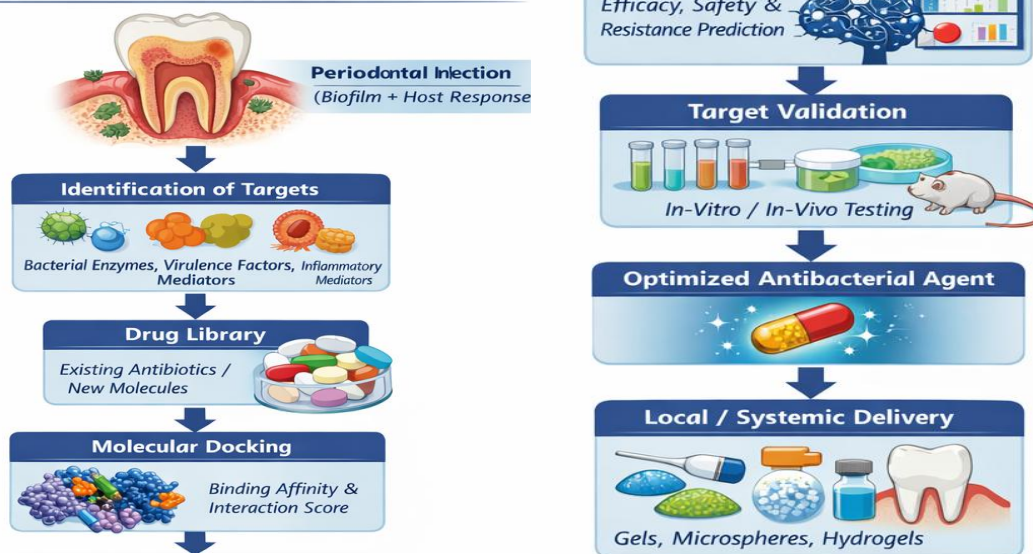 Periodontal Inlection
(Biofilm + Host Response
Identification of Targets
Bacterial Enzymes, Virulence Factors, Inflammatory
Mediators Mediators
Drug Library
Existing Antibiotics /
New Molecules
Molecular Docking
Binding Affinity &
Interaction Score
Efficacy, Safety &
Resistance Prediction
Target Validation
In-Vitro / In-Vivo Testing
Optimized Antibacterial Agent
Local / Systemic Delivery
Gels, Microspheres, Hydrogels